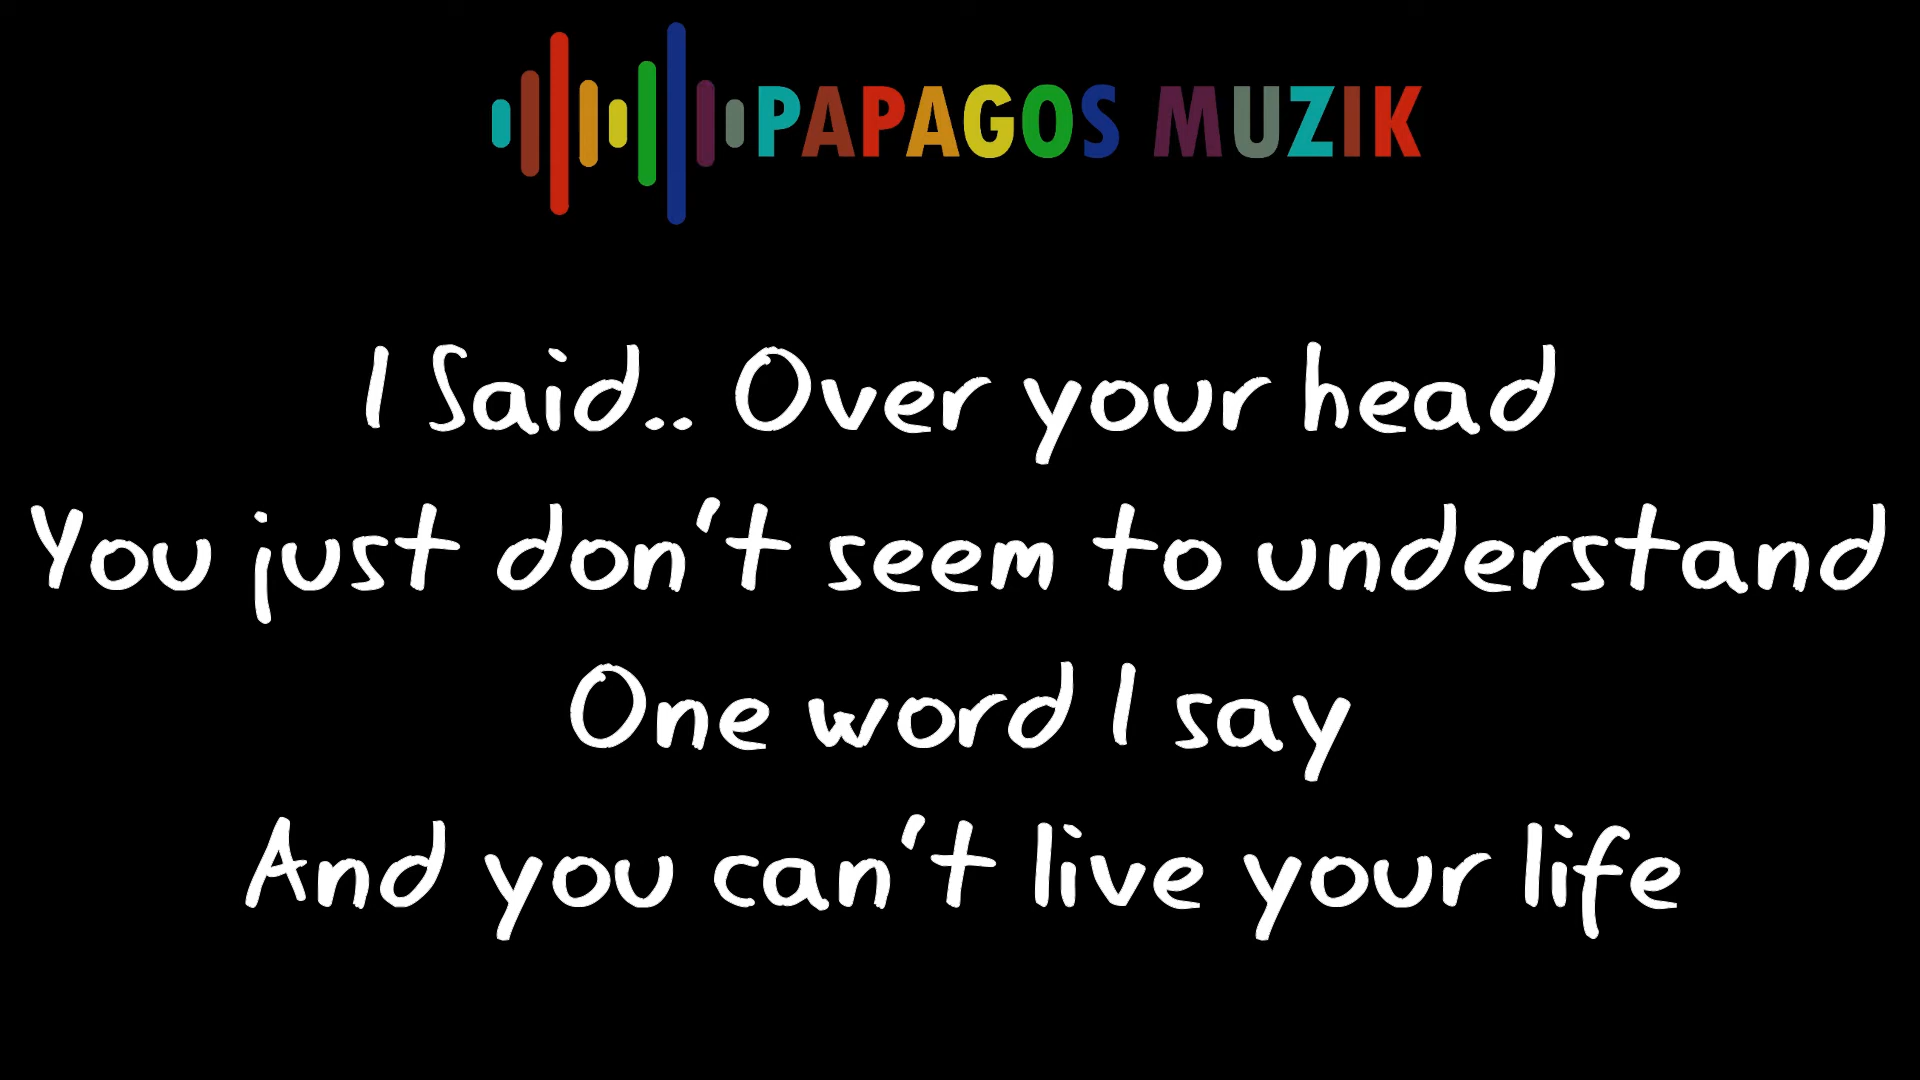 PAPAGOS MUZIK
I Said.. Over your head
You just don't seem to understand
One word I say
And you can't live your life